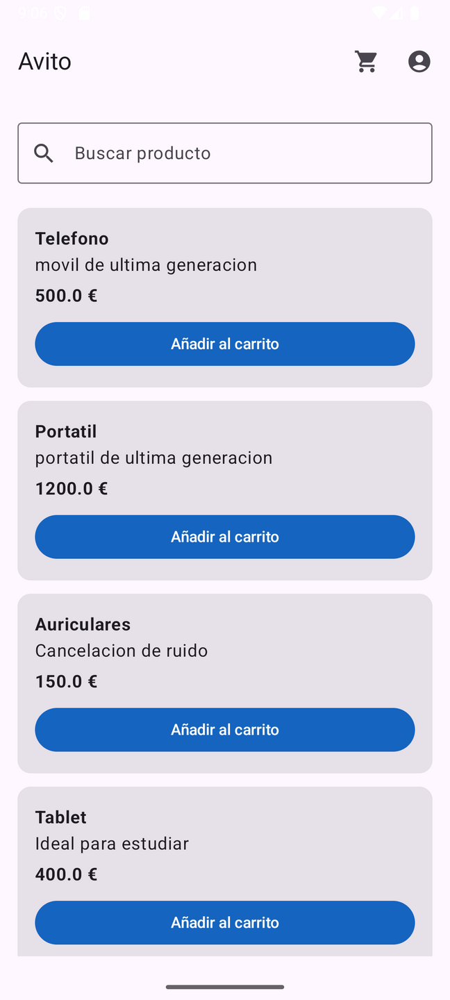 9:06
Avito
Buscar producto
Telefono
movil de ultima generacion
500.0 €
Añadir al carrito
Portatil
portatil de ultima generacion
1200.0 €
Añadir al carrito
Auriculares
Cancelacion de ruido
150.0 €
Añadir al carrito
Tablet
Ideal para estudiar
400.0 €
Añadir al carrito